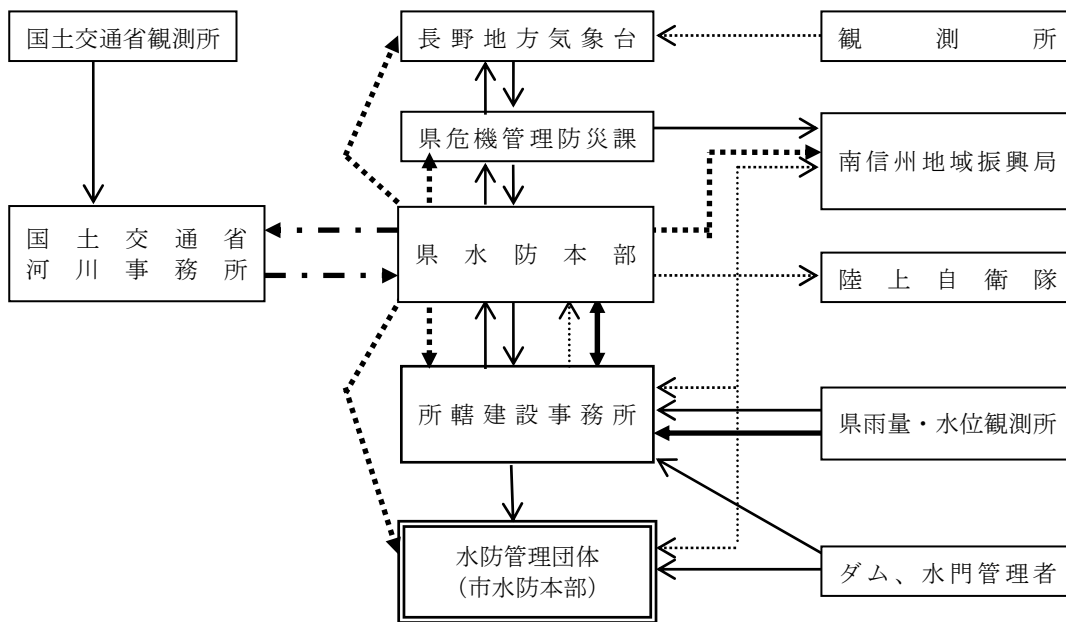 国土交通省観測所
長野地方気象台
観測所
県危機管理防災課
南信州地域振興局
国土交通省
河川事務所
県水防本部
陸上自衛隊
所轄建設事務所
県雨量・水位観測所
水防管理団体
（市水防本部）
ダム、水門管理者